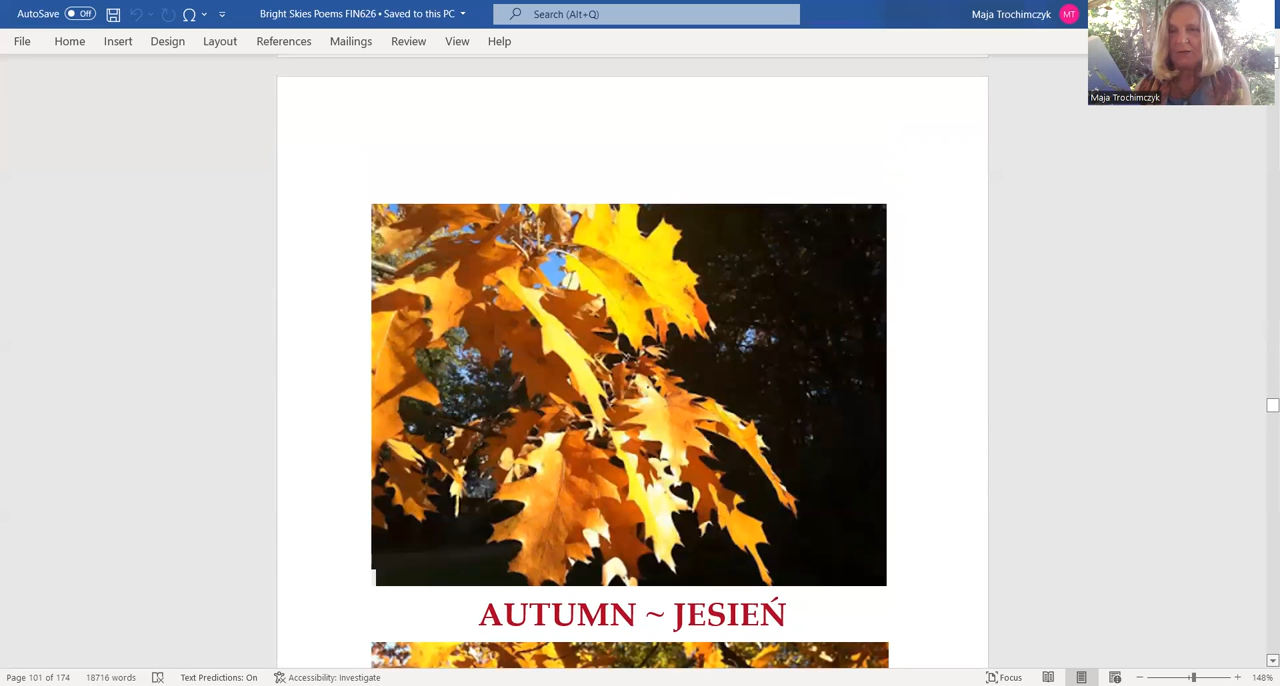 AutoSave Off Bright Skies Poems FIN626 • Saved to this PC Search (Alt+Q) Maja Trochimczyk MT
File Home Insert Design Layout References Mailings Review View Help
Maja Trochimczyk
AUTUMN ~ JESIEŃ
Page 101 of 174 18716 words Text Predictions: On Accessibility: Investigate Focus 148%